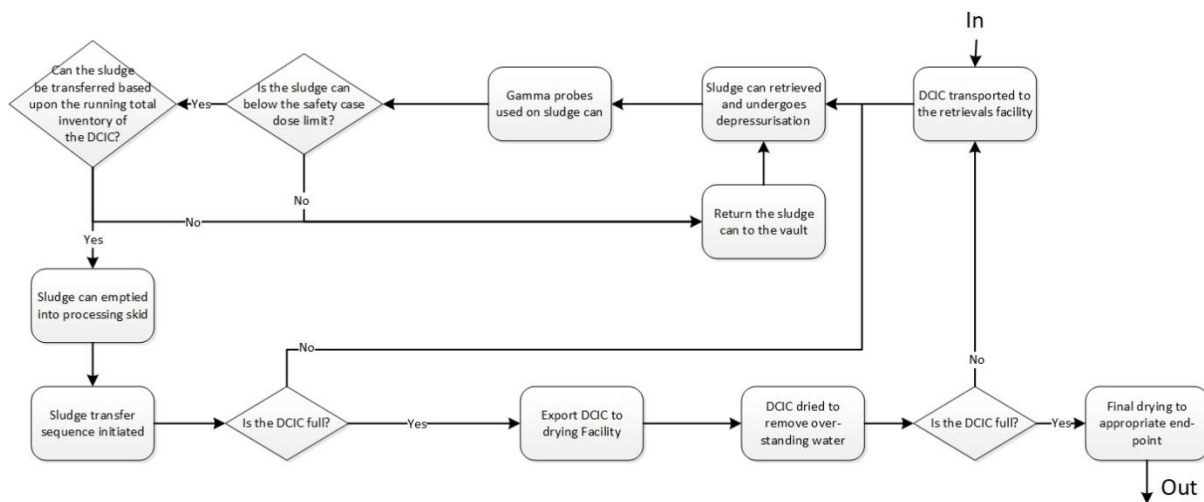 In
Can the sludge
be transferred based
upon the running total
inventory of
the DCIC?
Yes
Is the sludge can
below the safety case
dose limit?
Gamma probes
used on sludge can
Sludge can retrieved
and undergoes
depressurisation
DCIC transported to
the retrievals facility
No
No
Return the sludge
can to the vault
Yes
Sludge can emptied
into processing skid
No
No
Sludge transfer
sequence initiated
Is the DCIC full?
Yes
Export DCIC to
drying Facility
DCIC dried to
remove over-
standing water
Is the DCIC full?
Yes
Final drying to
appropriate end-
point
Out